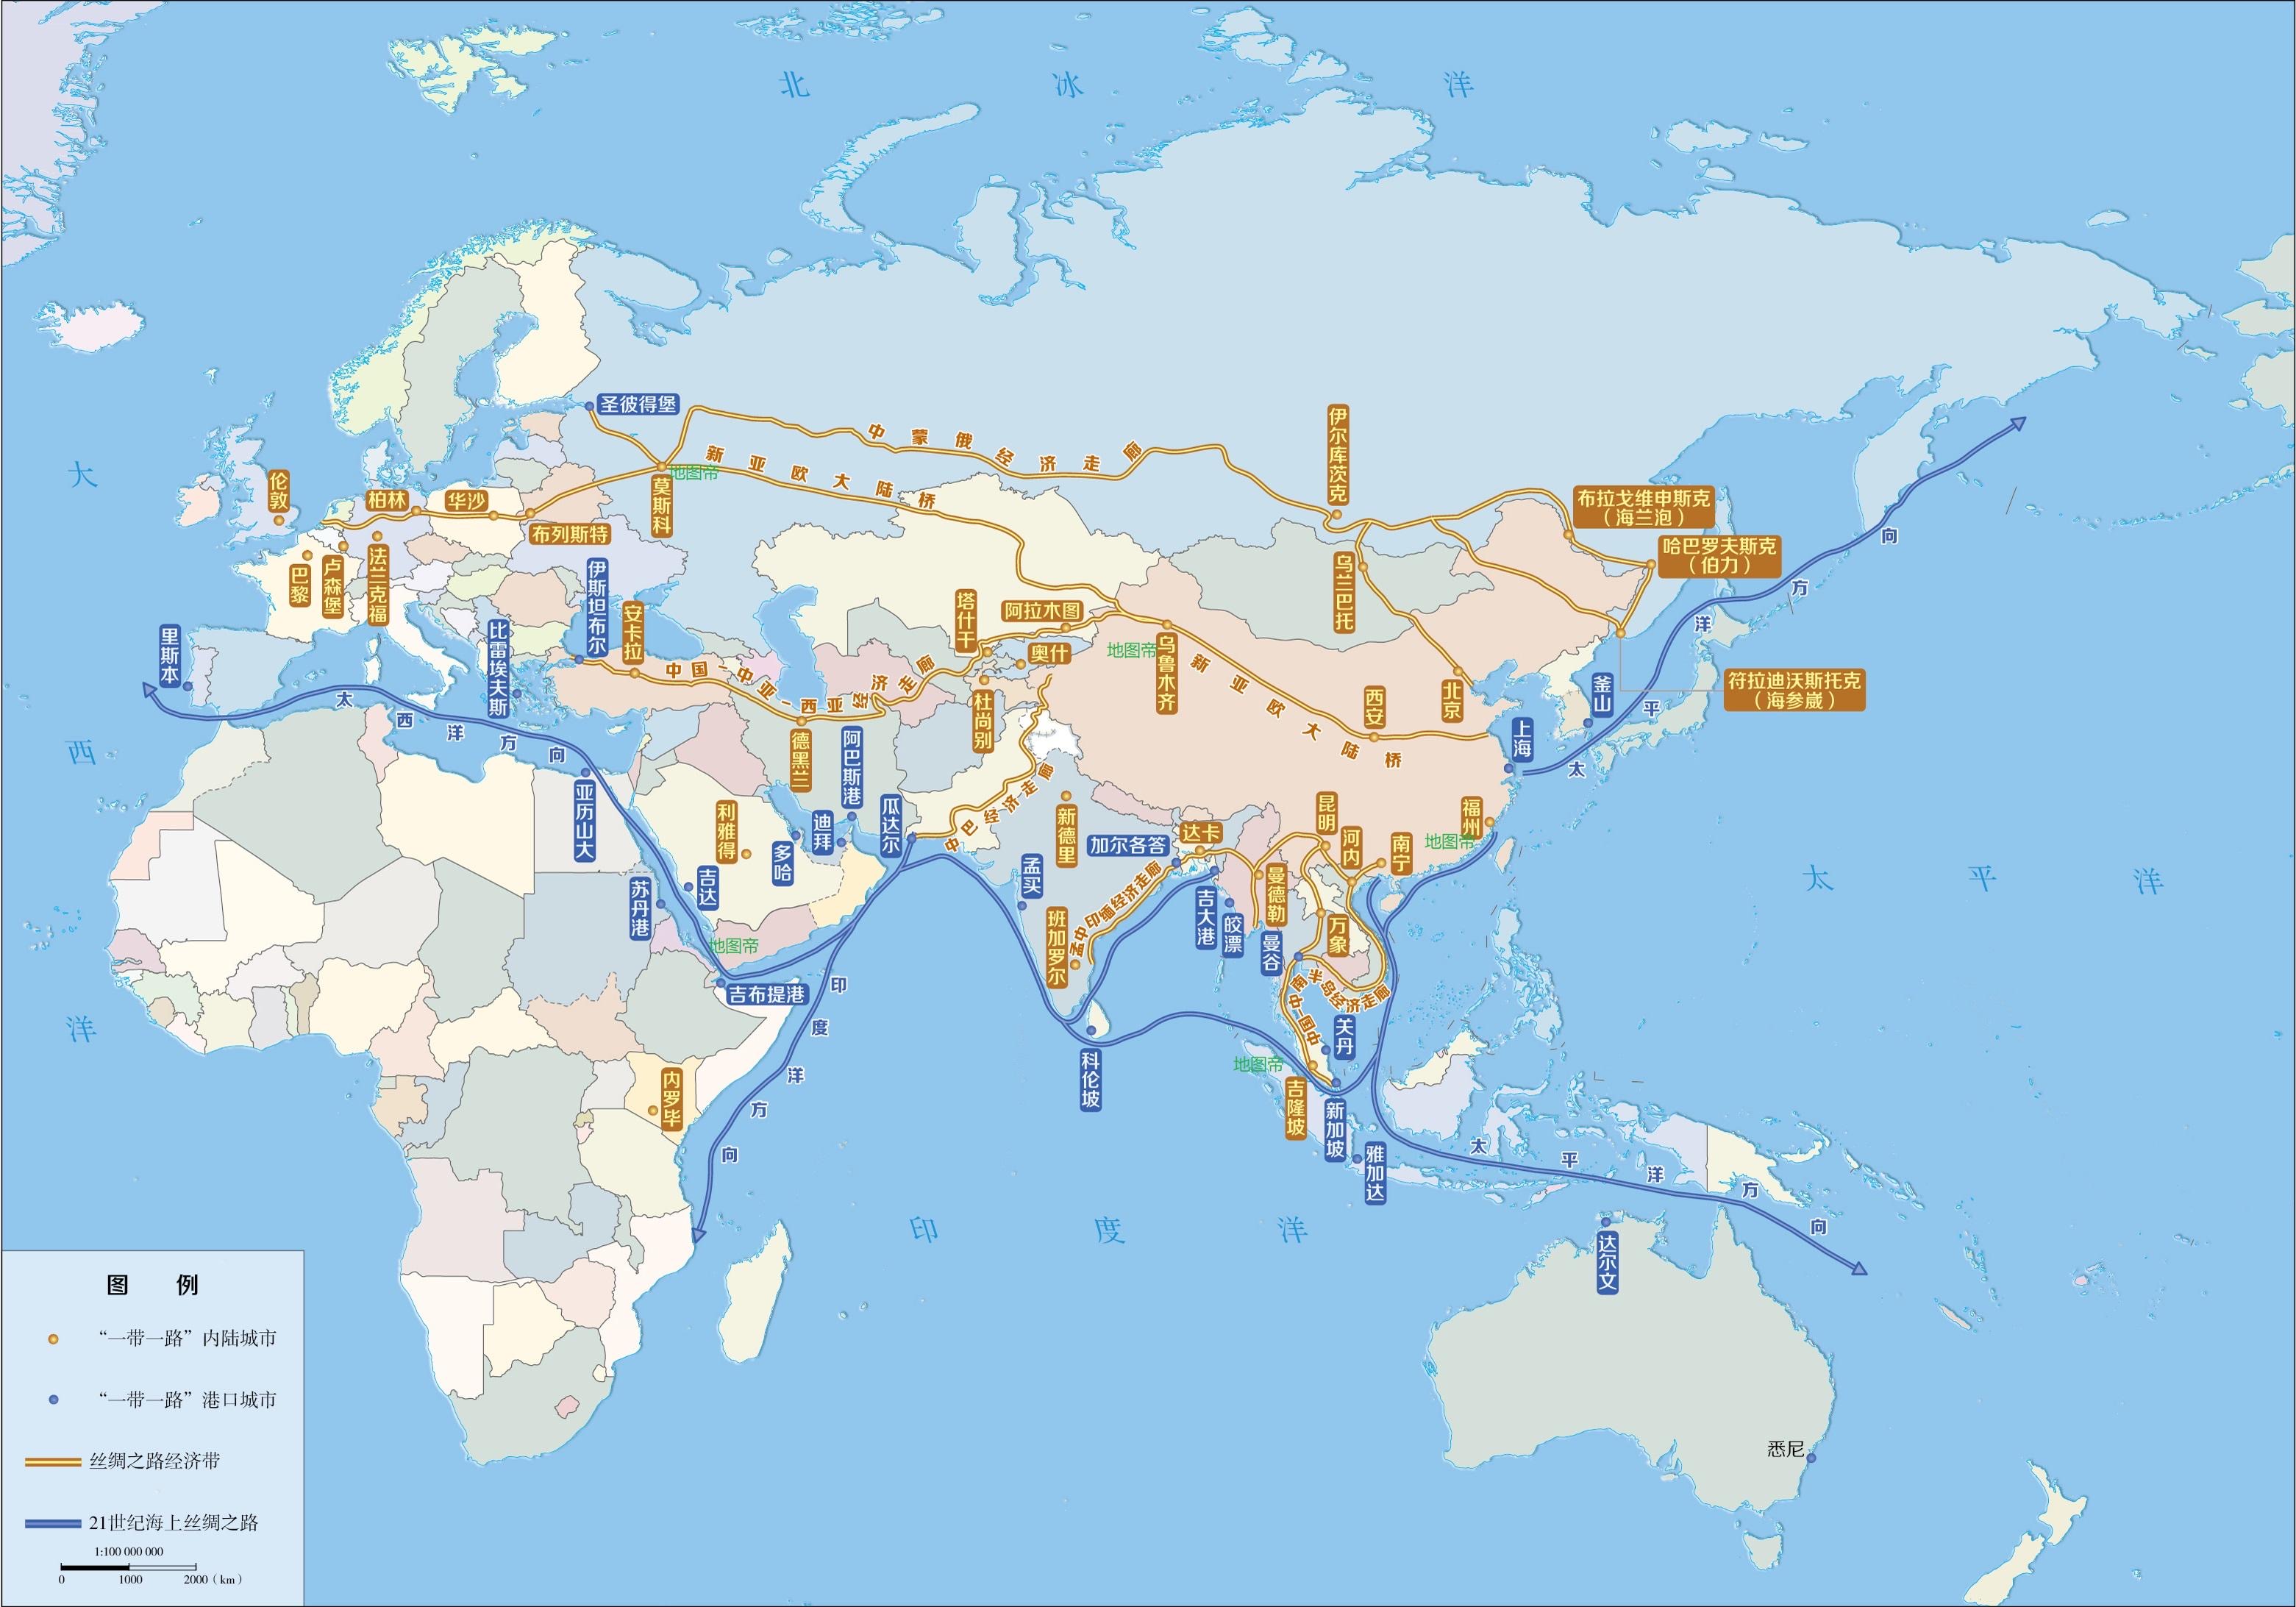 北冰洋
大西洋
太平洋
印度洋
圣彼得堡
中蒙俄经济走廊
伊尔库茨克
新亚欧大陆桥
地图帝
莫斯科
伦敦
柏林
华沙
布列斯特
布拉戈维申斯克
（海兰泡）
哈巴罗夫斯克
（伯力）
符拉迪沃斯托克
（海参崴）
巴黎
卢森堡
法兰克福
伊斯坦布尔
安卡拉
比雷埃夫斯
里斯本
塔什干
阿拉木图
奥什
杜尚别
地图帝
乌鲁木齐
乌兰巴托
新亚欧大陆桥
西安
北京
上海
釜山
太平洋方向
中国－中亚－西亚经济走廊
太西洋方向
德黑兰
阿巴斯港
瓜达尔
迪拜
多哈
利雅得
吉达
苏丹港
亚历山大
地图帝
吉布提港
中巴经济走廊
新德里
孟买
加尔各答
达卡
昆明
河内
南宁
福州
地图帝
班加罗尔
孟中印缅经济走廊
吉大港
皎漂
曼德勒
曼谷
万象
中国－中南半岛经济走廊
关丹
地图帝
吉隆坡
新加坡
雅加达
科伦坡
内罗毕
印度洋方向
太平洋方向
达尔文
悉尼
图 例
“一带一路”内陆城市
“一带一路”港口城市
丝绸之路经济带
21世纪海上丝绸之路
1:100 000 000
0 1000 2000（km）